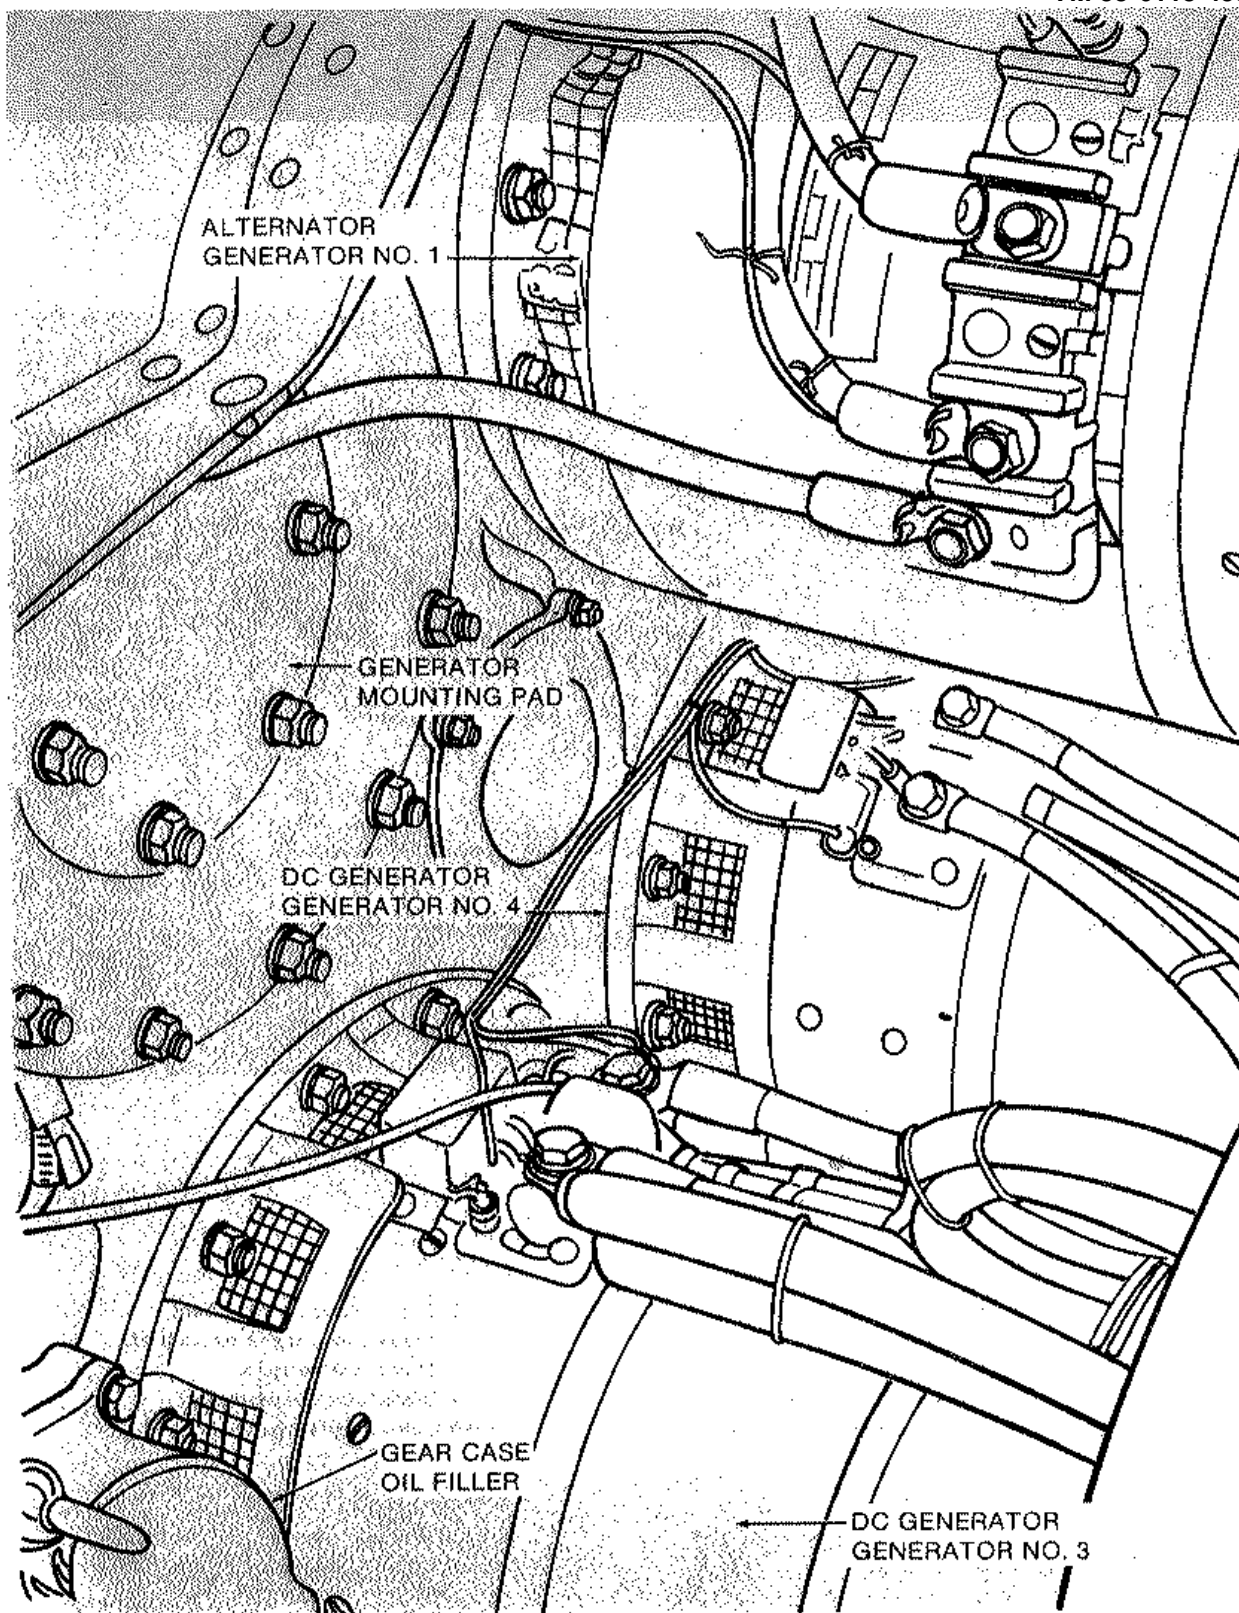 ALTERNATOR
GENERATOR NO. 1
GENERATOR
MOUNTING PAD
DC GENERATOR
GENERATOR NO. 4
GEAR CASE
OIL FILLER
DC GENERATOR
GENERATOR NO. 3